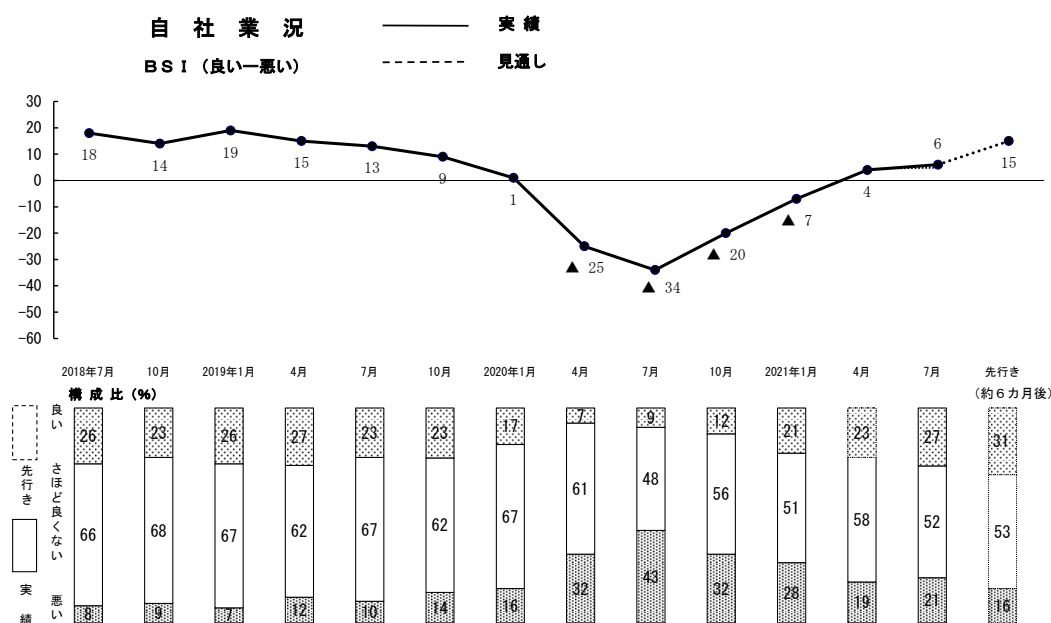 自 社 業 況
実 績
ＢＳＩ（良い－悪い）
見通し
30
20
10
0
-10
-20
-30
-40
-50
-60
18 14 19 15 13 9 1 ▲ 25 ▲ 34 ▲ 20 ▲ 7 4 6 15
2018年7月 10月 2019年1月 4月 7月 10月 2020年1月 4月 7月 10月 2021年1月 4月 7月 先行き
構 成 比（%）
（約６カ月後）
良い
26 23 26 27 23 23 17 7 9 12 21 23 27 31
先行き
さほど良くない
66 68 67 62 67 62 67 61 48 56 51 58 52 53
実 績
悪い
8 9 7 12 10 14 16 32 43 32 28 19 21 16